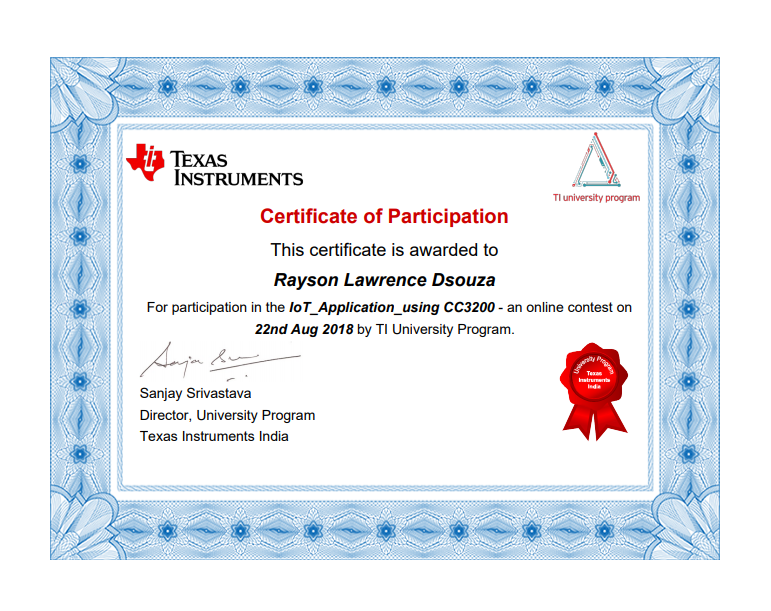 TEXAS
INSTRUMENTS
TI university program
Certificate of Participation
This certificate is awarded to
Rayson Lawrence Dsouza
For participation in the IoT_Application_using CC3200 - an online contest on
22nd Aug 2018 by TI University Program.
Sanjay Srivastava
Director, University Program
Texas Instruments India
University Program
Texas
Instruments
India